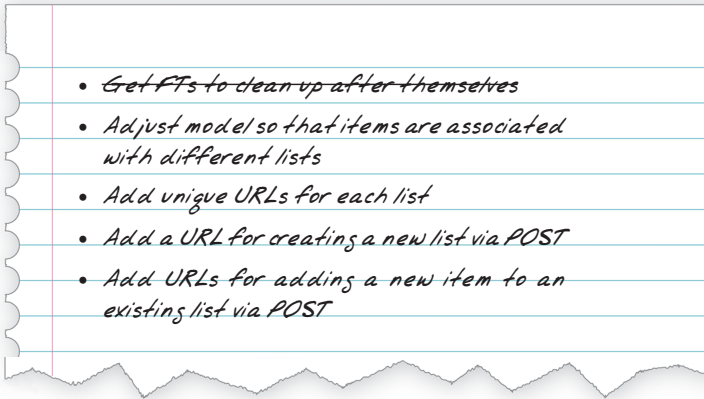 • Get FTs to clean up after themselves
• Adjust model so that items are associated
with different lists
• Add unique URLs for each list
• Add a URL for creating a new list via POST
• Add URLs for adding a new item to an
existing list via POST